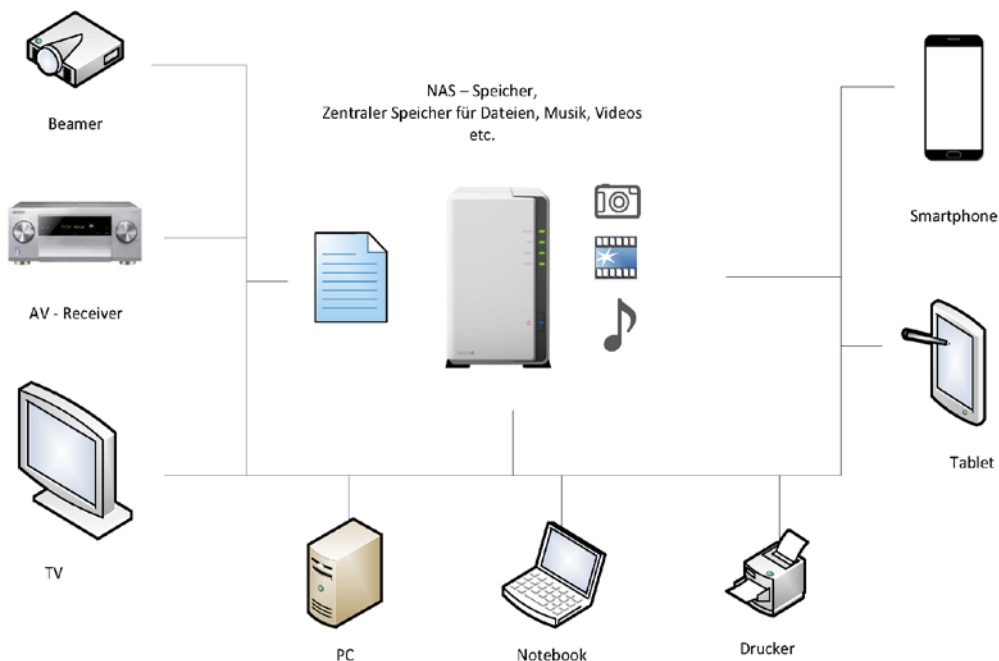 Beamer
NAS – Speicher,
Zentraler Speicher für Dateien, Musik, Videos
etc.
Smartphone
AV - Receiver
Tablet
TV
PC
Notebook
Drucker